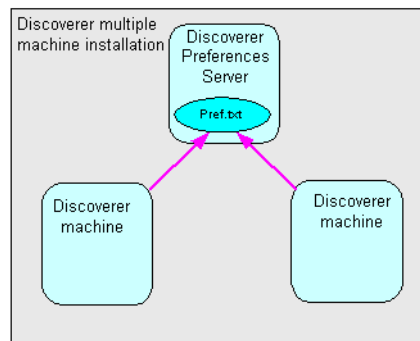 Discoverer multiple
machine installation
Discoverer
Preferences
Server
Pref.txt
Discoverer
machine
Discoverer
machine